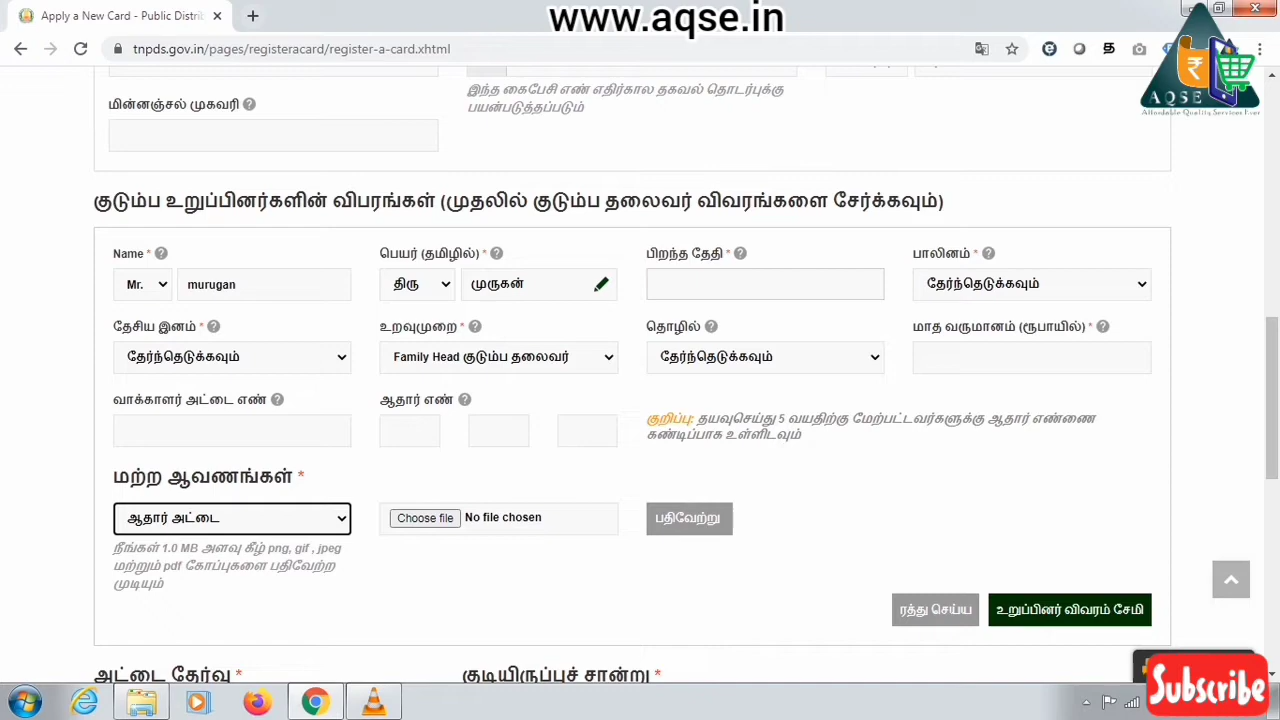 www.aqse.in
Apply a New Card - Public Distrib
tnpds.gov.in/pages/registeracard/register-a-card.xhtml
AQSE
இந்த கைபேசி எண் எதிர்கால தகவல் தொடர்புக்கு
பயன்படுத்தப்படும்
மின்னஞ்சல் முகவரி
குடும்ப உறுப்பினர்களின் விபரங்கள் (முதலில் குடும்ப தலைவர் விவரங்களை சேர்க்கவும்)
Name * பெயர் (தமிழில்) * பிறந்த தேதி * பாலினம் *
Mr. murugan திரு முருகன் தேர்ந்தெடுக்கவும்
தேசிய இனம் * உறவுமுறை * தொழில் மாத வருமானம் (ரூபாயில்) *
தேர்ந்தெடுக்கவும் Family Head குடும்ப தலைவர் தேர்ந்தெடுக்கவும்
வாக்காளர் அட்டை எண் ஆதார் எண்
குறிப்பு: தயவுசெய்து 5 வயதிற்கு மேற்பட்டவர்களுக்கு ஆதார் எண்ணை
கண்டிப்பாக உள்ளிடவும்
மற்ற ஆவணங்கள் *
ஆதார் அட்டை Choose file No file chosen பதிவேற்று
நீங்கள் 1.0 MB அளவு கீழ் png, gif , jpeg
மற்றும் pdf கோப்புகளை பதிவேற்ற
முடியும்
ரத்து செய்ய உறுப்பினர் விவரம் சேமி
அட்டை தேர்வு * குடியிருப்புச் சான்று *
Subscribe